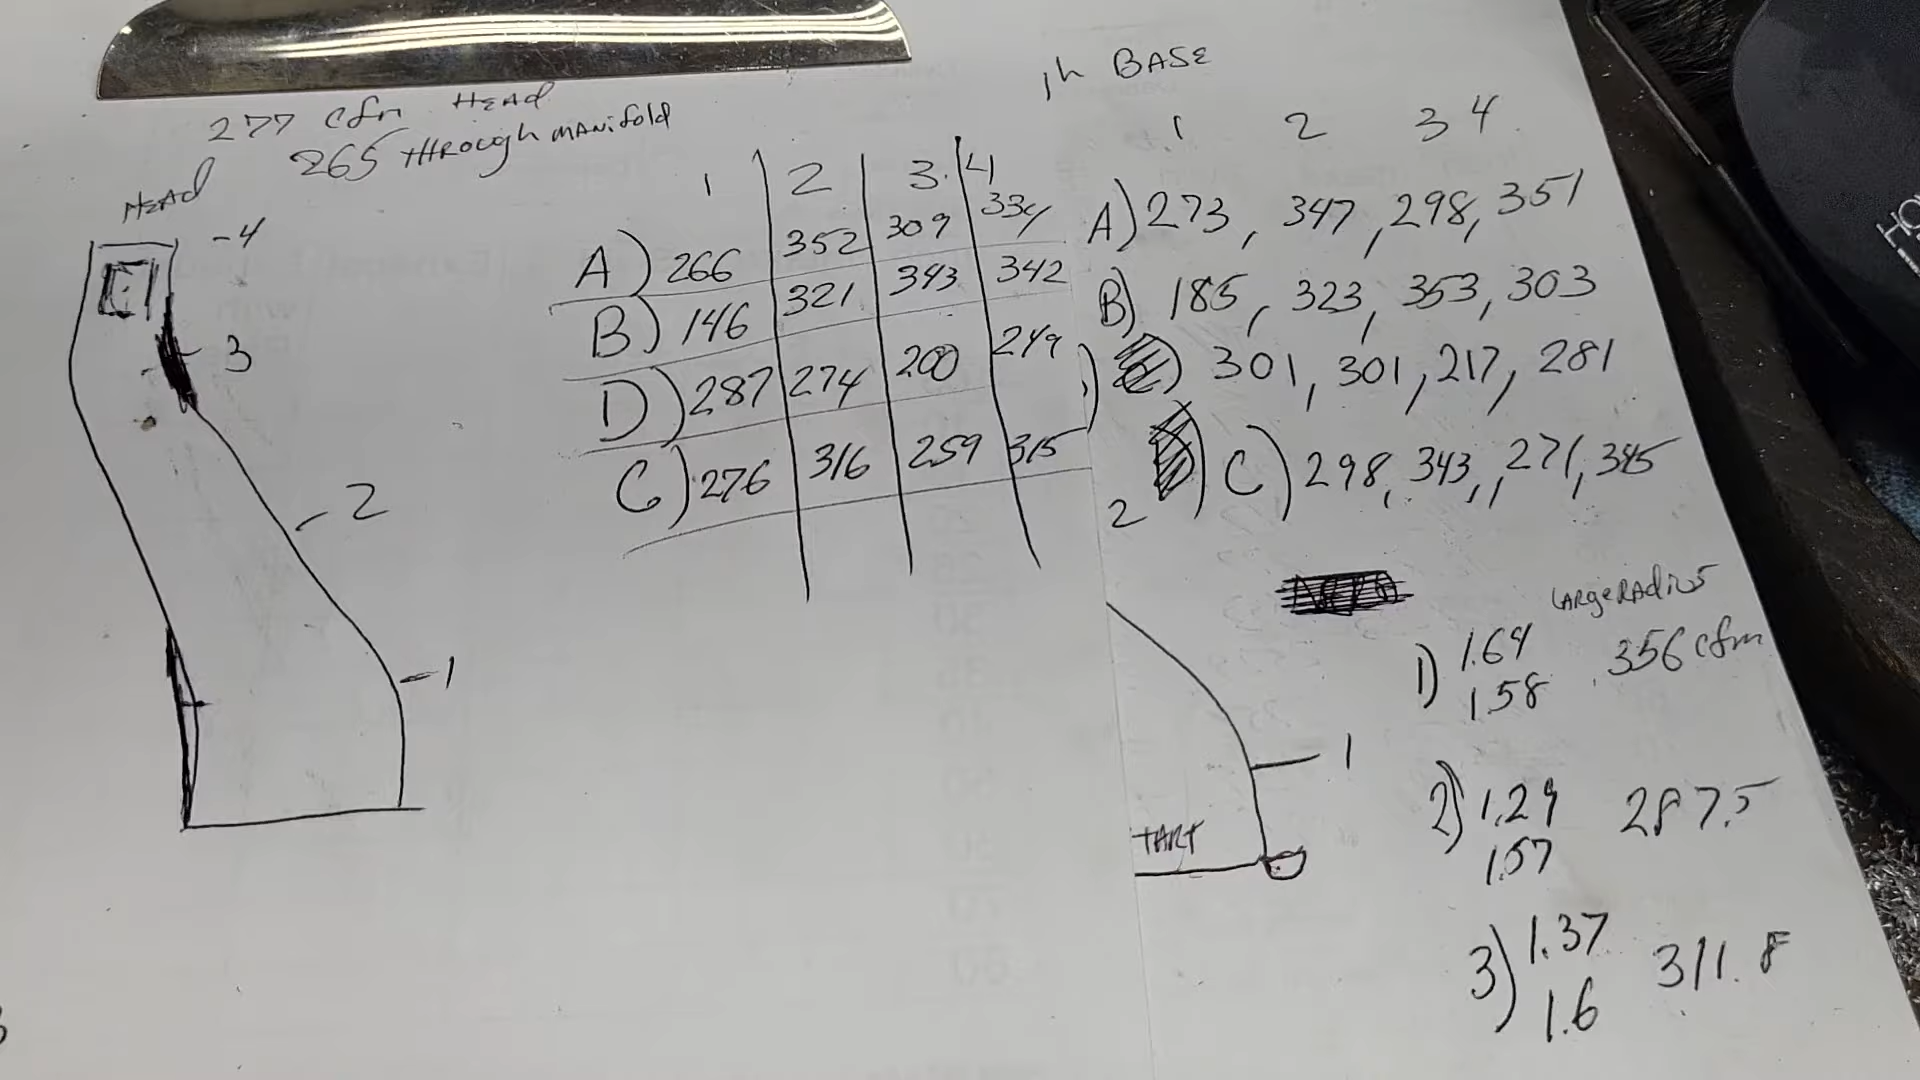 277 cfm HEAD
265 THROUGH MANifold
HEAD
-4
3
2
1
1 2 3. 4
A) 266 352 309 334
B) 146 321 343 342
D) 287 274 200 249
C) 276 316 259 315
BASE
1 2 3 4
A) 273, 347, 298, 351
B) 185, 323, 353, 303
) 301, 301, 217, 281
2 ) C) 298, 343, 271, 345
LARgeRAdius
1) 1.64 356 cfm
1.58
1
TART
2) 1.29 287.5
1.57
3) 1.37 311.8
1.6